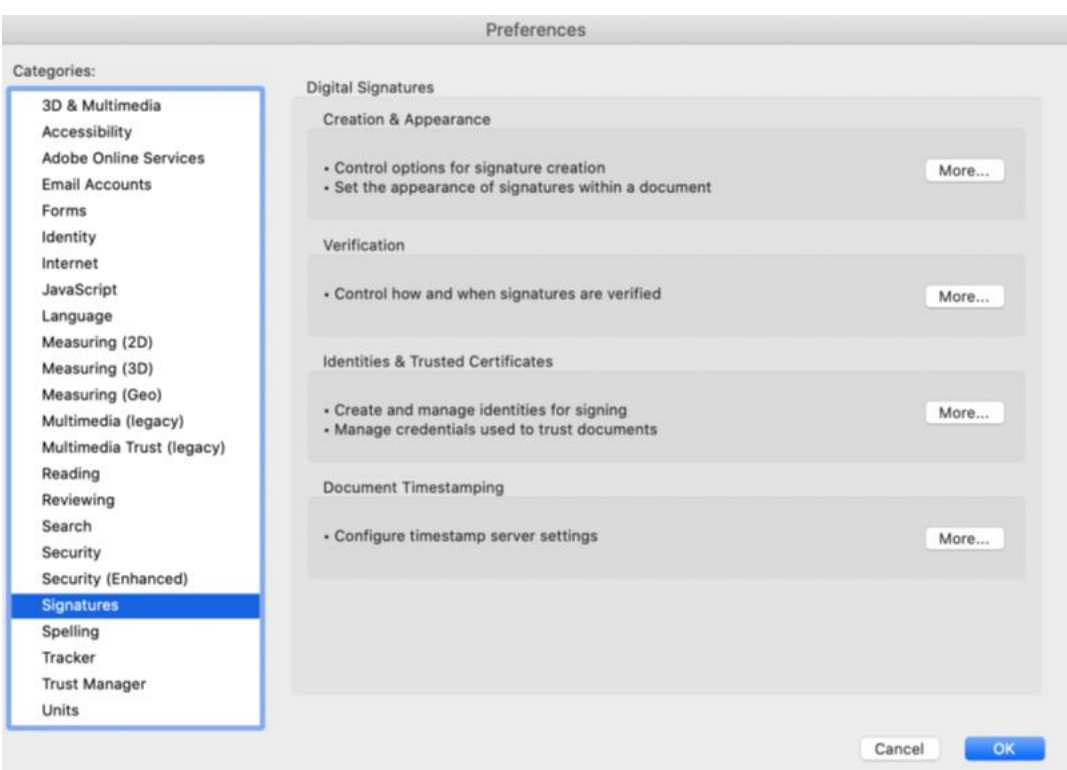 Preferences
Categories:
3D & Multimedia
Accessibility
Adobe Online Services
Email Accounts
Forms
Identity
Internet
JavaScript
Language
Measuring (2D)
Measuring (3D)
Measuring (Geo)
Multimedia (legacy)
Multimedia Trust (legacy)
Reading
Reviewing
Search
Security
Security (Enhanced)
Signatures
Spelling
Tracker
Trust Manager
Units
Digital Signatures
Creation & Appearance
• Control options for signature creation
• Set the appearance of signatures within a document
More...
Verification
• Control how and when signatures are verified
More...
Identities & Trusted Certificates
• Create and manage identities for signing
• Manage credentials used to trust documents
More...
Document Timestamping
• Configure timestamp server settings
More...
Cancel
OK